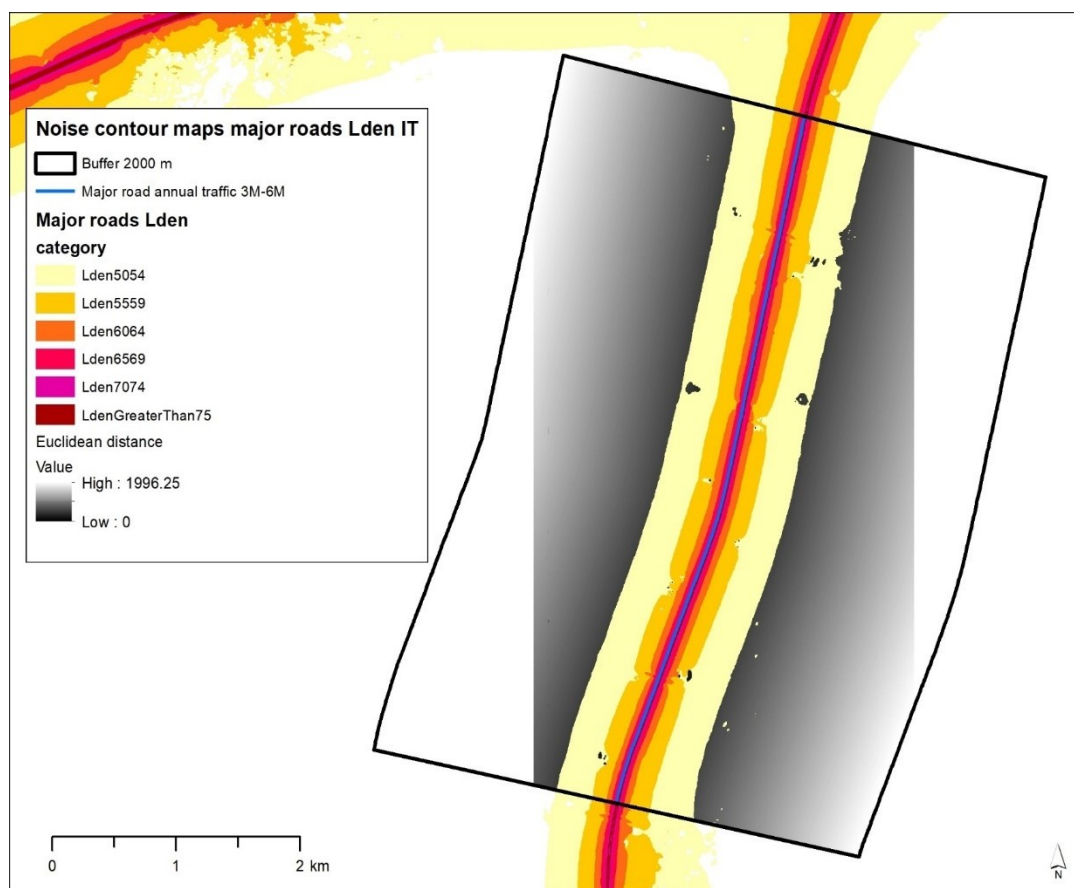 Noise contour maps major roads Lden IT
Buffer 2000 m
Major road annual traffic 3M-6M
Major roads Lden
category
Lden5054
Lden5559
Lden6064
Lden6569
Lden7074
LdenGreaterThan75
Euclidean distance
Value
High : 1996.25
Low : 0
0 1 2 km
N